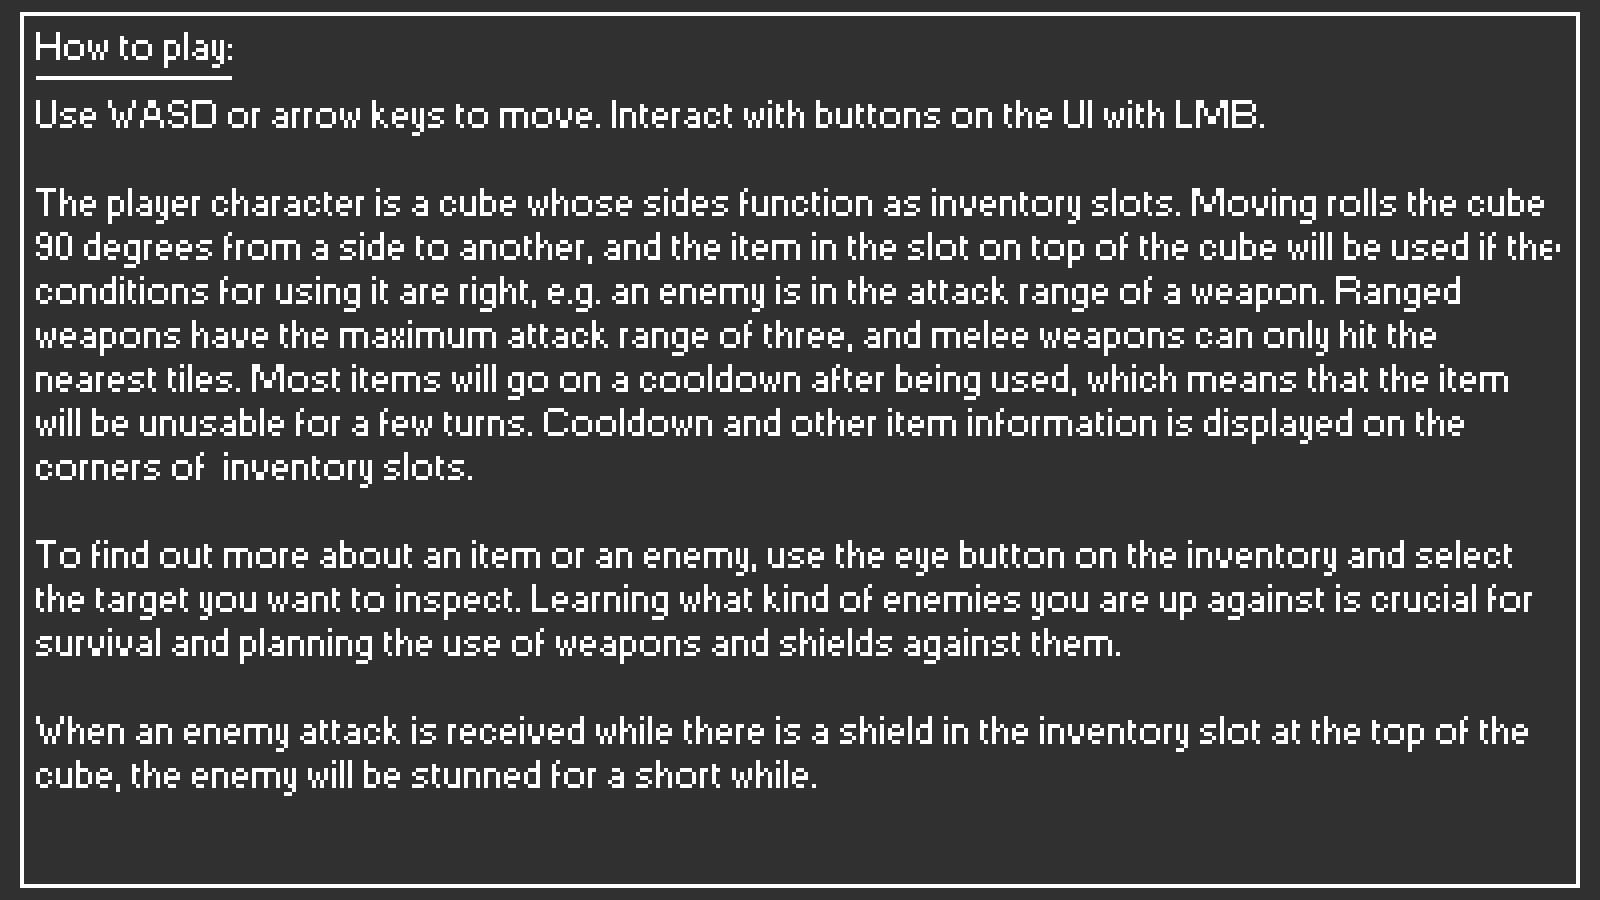 How to play:
Use WASD or arrow keys to move. Interact with buttons on the UI with LMB.
The player character is a cube whose sides function as inventory slots. Moving rolls the cube
90 degrees from a side to another, and the item in the slot on top of the cube will be used if the
conditions for using it are right, e.g. an enemy is in the attack range of a weapon. Ranged
weapons have the maximum attack range of three, and melee weapons can only hit the
nearest tiles. Most items will go on a cooldown after being used, which means that the item
will be unusable for a few turns. Cooldown and other item information is displayed on the
corners of  inventory slots.
To find out more about an item or an enemy, use the eye button on the inventory and select
the target you want to inspect. Learning what kind of enemies you are up against is crucial for
survival and planning the use of weapons and shields against them.
When an enemy attack is received while there is a shield in the inventory slot at the top of the
cube, the enemy will be stunned for a short while.